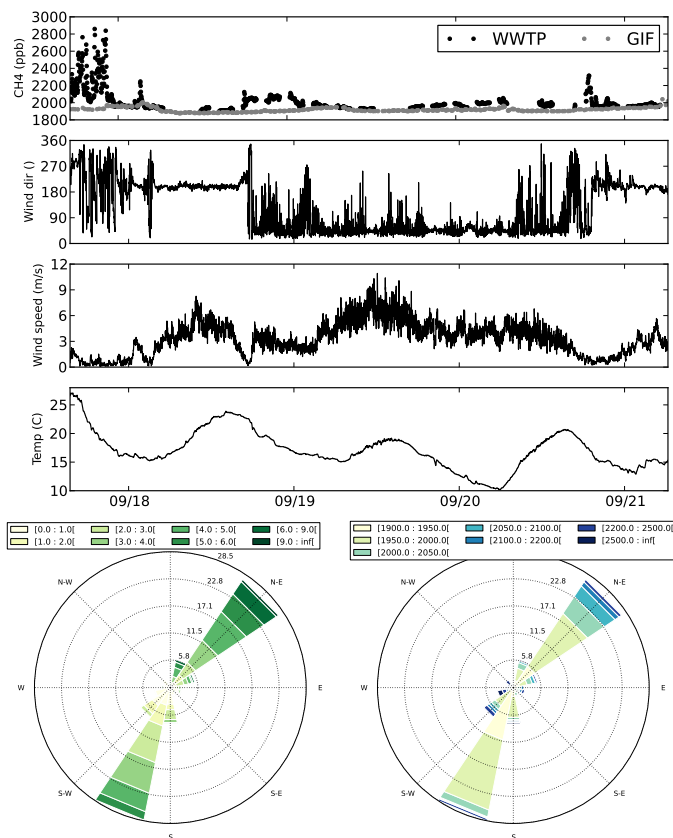 3000
2800
2600
2400
2200
2000
1800
CH4 (ppb)
WWTP GIF
360
270
180
90
0
Wind dir ()
12
9
6
3
0
Wind speed (m/s)
25
20
15
10
Temp (C)
09/18 09/19 09/20 09/21
[0.0 : 1.0[ [2.0 : 3.0[ [4.0 : 5.0[ [6.0 : 9.0[
[1.0 : 2.0[ [3.0 : 4.0[ [5.0 : 6.0[ [9.0 : inf[
[1900.0 : 1950.0[ [2050.0 : 2100.0[ [2200.0 : 2500.0[
[1950.0 : 2000.0[ [2100.0 : 2200.0[ [2500.0 : inf[
[2000.0 : 2050.0[
28.5
N-W 22.8 N-E
17.1
11.5
5.8
W E
S-W S-E
S
N-W 22.8 N-E
17.1
11.5
5.8
W E
S-W S-E
S